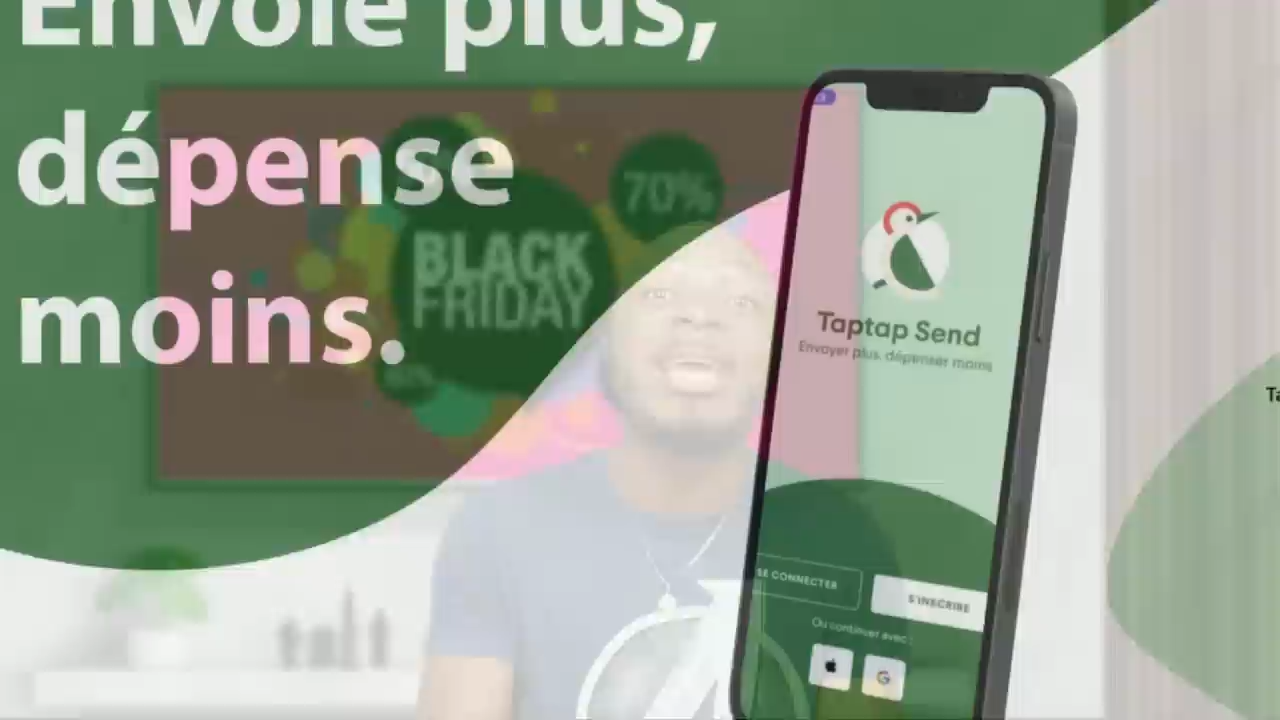 Envoie plus,
dépense
moins.
70%
BLACK
FRIDAY
Taptap Send
Envoyer plus, dépenser moins
SE CONNECTER
S'INSCRIRE
Ou continuer avec :
G